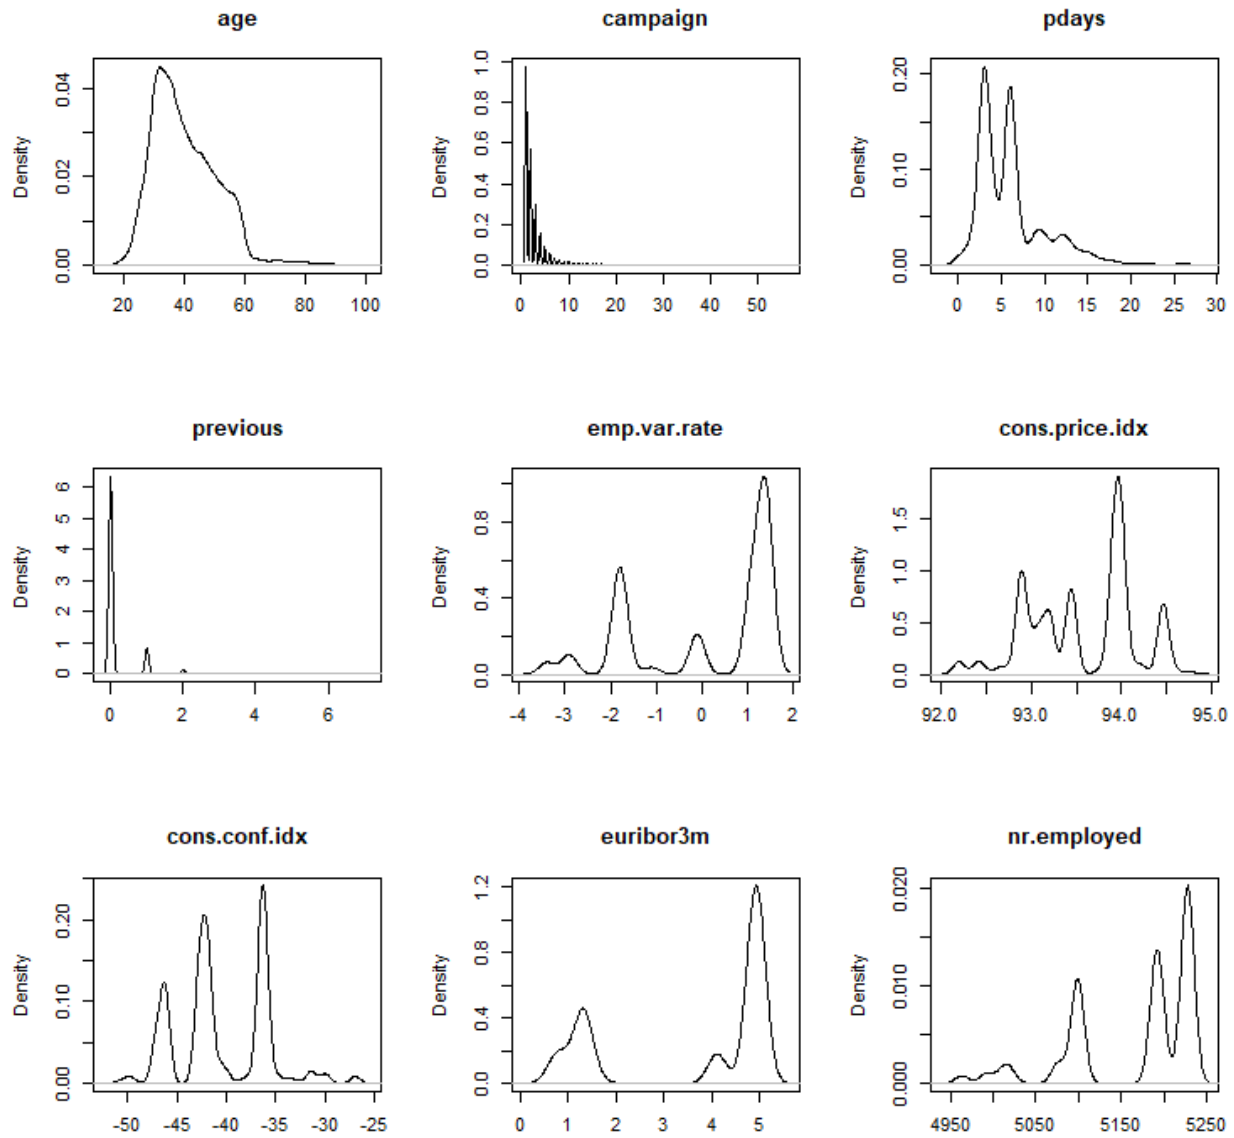 age
campaign
pdays
Density
0.00
0.02
0.04
20 40 60 80 100
Density
0.0
0.2
0.4
0.6
0.8
1.0
0 10 20 30 40 50
Density
0.00
0.10
0.20
0 5 10 15 20 25 30
previous
emp.var.rate
cons.price.idx
Density
0
1
2
3
4
5
6
0 2 4 6
Density
0.0
0.4
0.8
-4 -3 -2 -1 0 1 2
Density
0.0
0.5
1.0
1.5
92.0 93.0 94.0 95.0
cons.conf.idx
euribor3m
nr.employed
Density
0.00
0.10
0.20
-50 -45 -40 -35 -30 -25
Density
0.0
0.4
0.8
1.2
0 1 2 3 4 5
Density
0.000
0.010
0.020
4950 5050 5150 5250